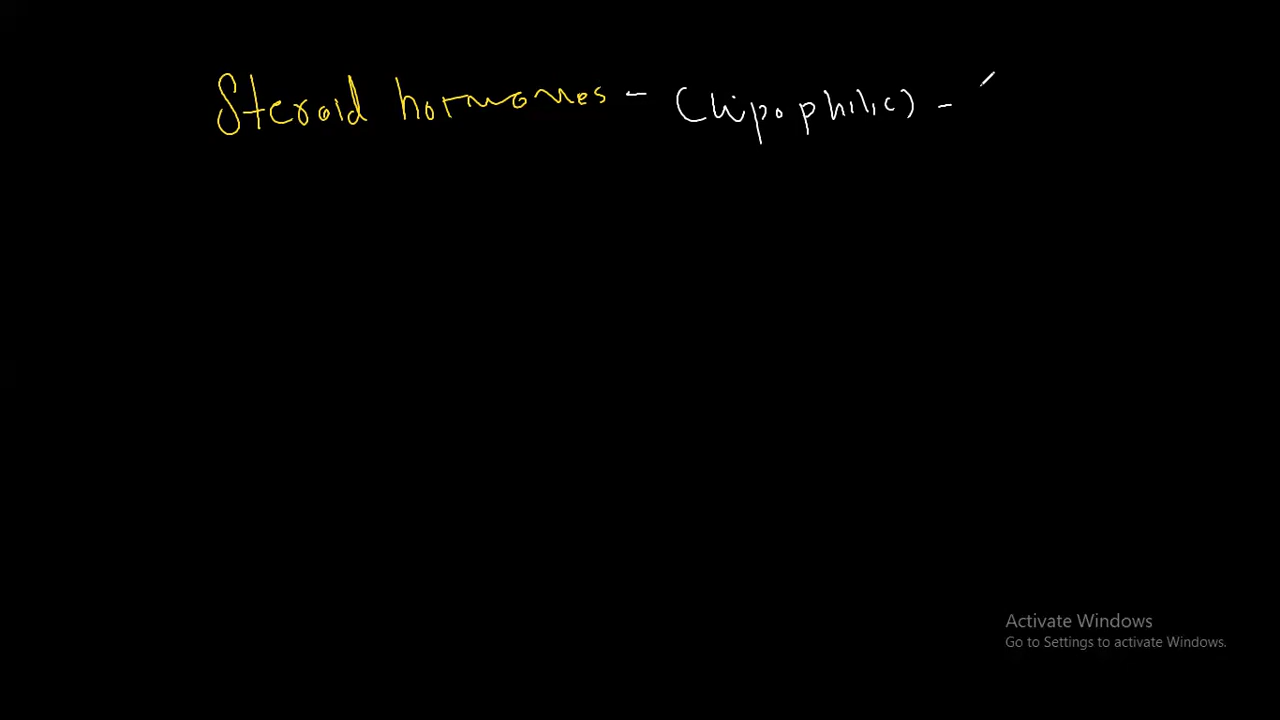 Steroid hormones - (Lipophilic) -
Activate Windows
Go to Settings to activate Windows.